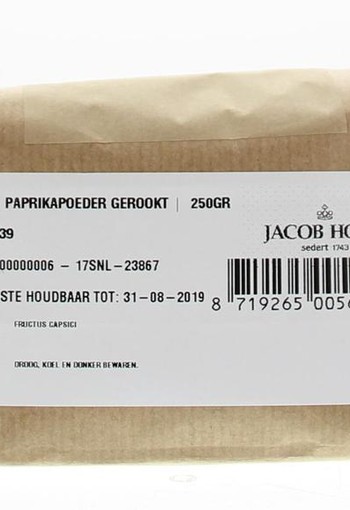 PAPRIKAPOEDER GEROOKT | 250GR
39
JACOB HO
sedert 1743
00000006 – 17SNL–23867
STE HOUDBAAR TOT: 31–08–2019
8 719265 005
FRUCTUS CAPSICI
DROOG, KOEL EN DONKER BEWAREN.